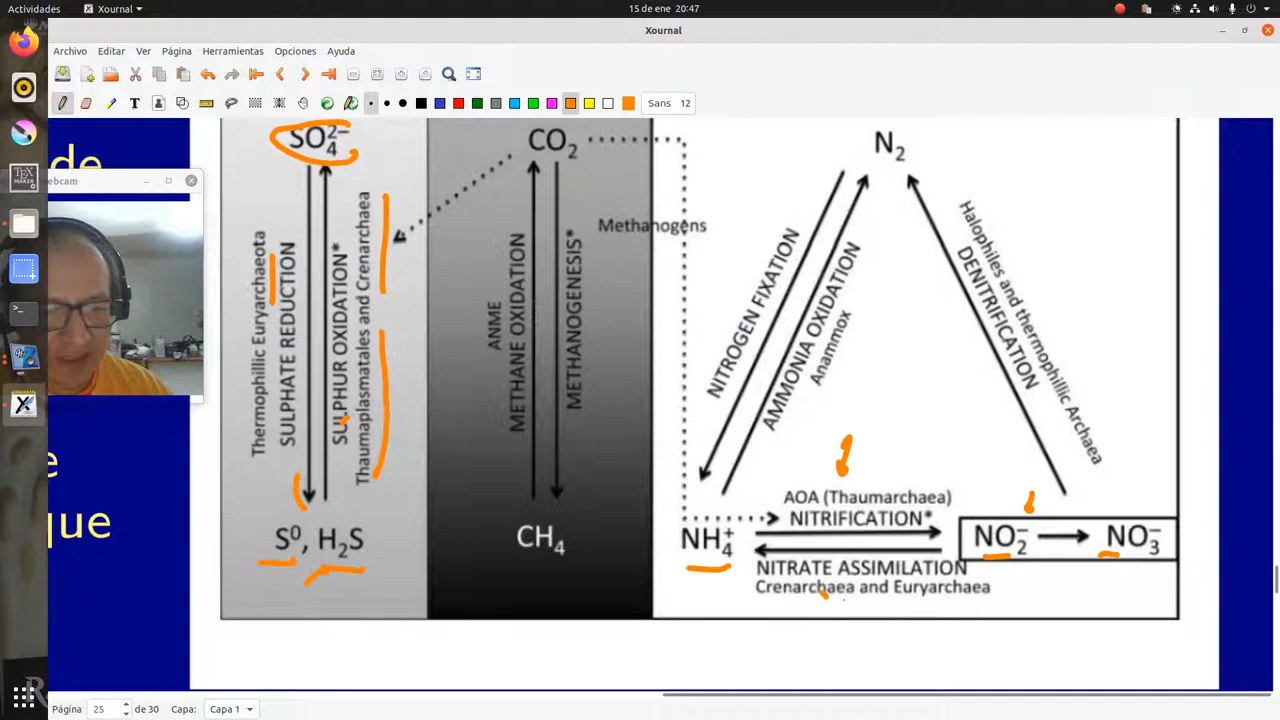 Actividades
Xournal
15 de ene 20:47
Xournal
Archivo Editar Ver Página Herramientas Opciones Ayuda
Sans 12
de
ebcam
e
que
SO₄²⁻
CO₂
N₂
Methanogens
Thermophillic Euryarchaeota
SULPHATE REDUCTION
SULPHUR OXIDATION*
Thaumaplasmatales and Crenarchaea
ANME
METHANE OXIDATION
METHANOGENESIS*
NITROGEN FIXATION
AMMONIA OXIDATION
Anammox
Halophiles and thermophillic Archaea
DENITRIFICATION
AOA (Thaumarchaea)
NITRIFICATION*
S⁰, H₂S
CH₄
NH₄⁺
NO₂⁻
NO₃⁻
NITRATE ASSIMILATION
Crenarchaea and Euryarchaea
Página 25 de 30 Capa: Capa 1